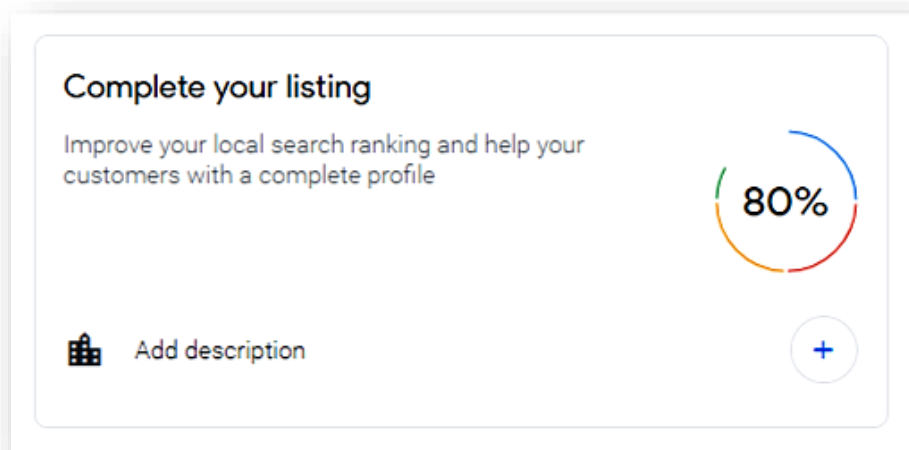 Complete your listing
Improve your local search ranking and help your
customers with a complete profile
80%
Add description
+